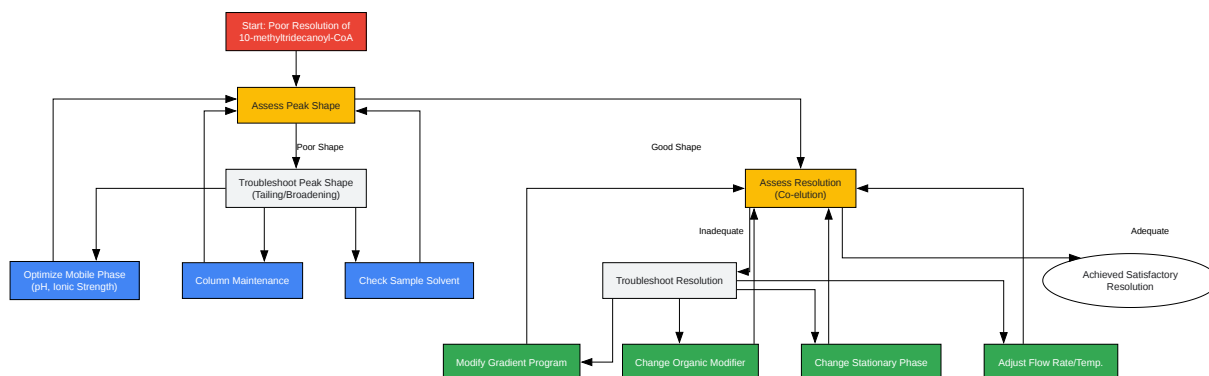 Start: Poor Resolution of
10-methyltridecanoyl-CoA
Assess Peak Shape
Poor Shape
Good Shape
Troubleshoot Peak Shape
(Tailing/Broadening)
Assess Resolution
(Co-elution)
Inadequate
Adequate
Optimize Mobile Phase
(pH, Ionic Strength)
Column Maintenance
Check Sample Solvent
Troubleshoot Resolution
Achieved Satisfactory
Resolution
Modify Gradient Program
Change Organic Modifier
Change Stationary Phase
Adjust Flow Rate/Temp.